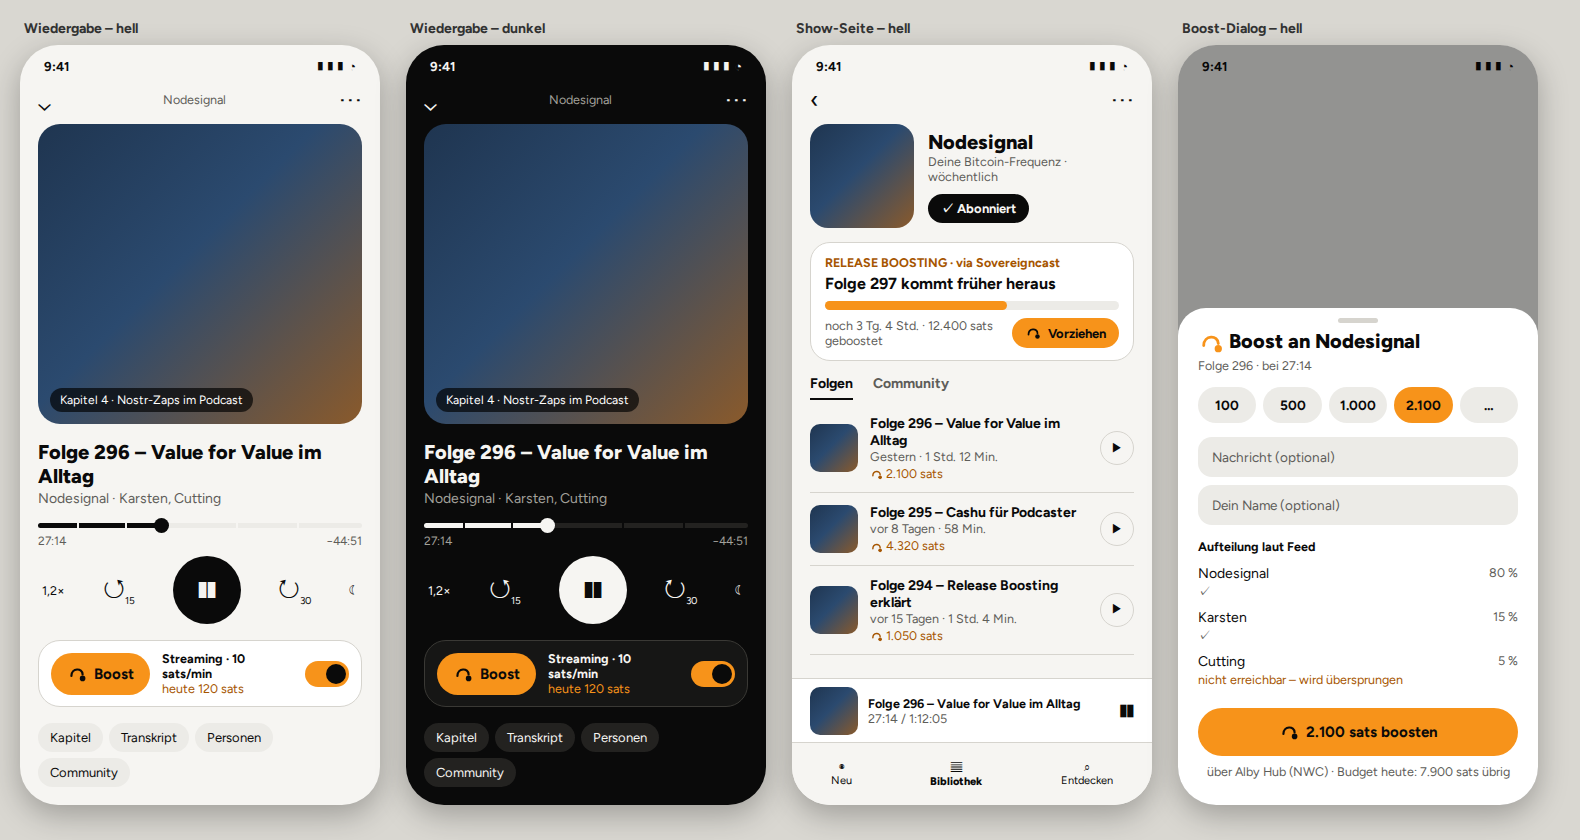 Wiedergabe – hell
9:41
Nodesignal
Kapitel 4 · Nostr-Zaps im Podcast
Folge 296 – Value for Value im
Alltag
Nodesignal · Karsten, Cutting
27:14
−44:51
1,2×
15
30
Boost
Streaming · 10
sats/min
heute 120 sats
Kapitel
Transkript
Personen
Community
Wiedergabe – dunkel
9:41
Nodesignal
Kapitel 4 · Nostr-Zaps im Podcast
Folge 296 – Value for Value im
Alltag
Nodesignal · Karsten, Cutting
27:14
−44:51
1,2×
15
30
Boost
Streaming · 10
sats/min
heute 120 sats
Kapitel
Transkript
Personen
Community
Show-Seite – hell
9:41
Nodesignal
Deine Bitcoin-Frequenz ·
wöchentlich
✓ Abonniert
RELEASE BOOSTING · via Sovereigncast
Folge 297 kommt früher heraus
noch 3 Tg. 4 Std. · 12.400 sats
geboostet
Vorziehen
Folgen
Community
Folge 296 – Value for Value im
Alltag
Gestern · 1 Std. 12 Min.
2.100 sats
Folge 295 – Cashu für Podcaster
vor 8 Tagen · 58 Min.
4.320 sats
Folge 294 – Release Boosting
erklärt
vor 15 Tagen · 1 Std. 4 Min.
1.050 sats
Folge 296 – Value for Value im Alltag
27:14 / 1:12:05
Neu
Bibliothek
Entdecken
Boost-Dialog – hell
9:41
Boost an Nodesignal
Folge 296 · bei 27:14
100
500
1.000
2.100
...
Nachricht (optional)
Dein Name (optional)
Aufteilung laut Feed
Nodesignal
80 %
✓
Karsten
15 %
✓
Cutting
5 %
nicht erreichbar – wird übersprungen
2.100 sats boosten
über Alby Hub (NWC) · Budget heute: 7.900 sats übrig